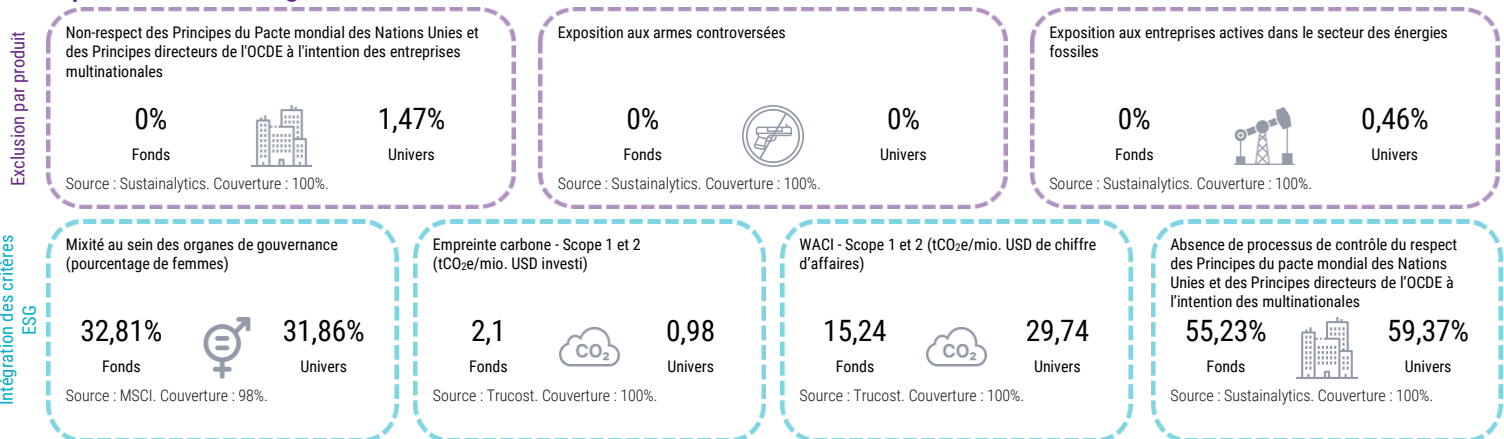 Exclusion par produit
Non-respect des Principes du Pacte mondial des Nations Unies et
des Principes directeurs de l'OCDE à l'intention des entreprises
multinationales
0%
Fonds
1,47%
Univers
Source : Sustainalytics. Couverture : 100%.
Exposition aux armes controversées
0%
Fonds
0%
Univers
Source : Sustainalytics. Couverture : 100%.
Exposition aux entreprises actives dans le secteur des énergies
fossiles
0%
Fonds
0,46%
Univers
Source : Sustainalytics. Couverture : 100%.
Intégration des critères
ESG
Mixité au sein des organes de gouvernance
(pourcentage de femmes)
32,81%
Fonds
31,86%
Univers
Source : MSCI. Couverture : 98%.
Empreinte carbone - Scope 1 et 2
(tCO₂e/mio. USD investi)
2,1
Fonds
CO₂
0,98
Univers
Source : Trucost. Couverture : 100%.
WACI - Scope 1 et 2 (tCO₂e/mio. USD de chiffre
d’affaires)
15,24
Fonds
CO₂
29,74
Univers
Source : Trucost. Couverture : 100%.
Absence de processus de contrôle du respect
des Principes du pacte mondial des Nations
Unies et des Principes directeurs de l’OCDE à
l’intention des multinationales
55,23%
Fonds
59,37%
Univers
Source : Sustainalytics. Couverture : 100%.